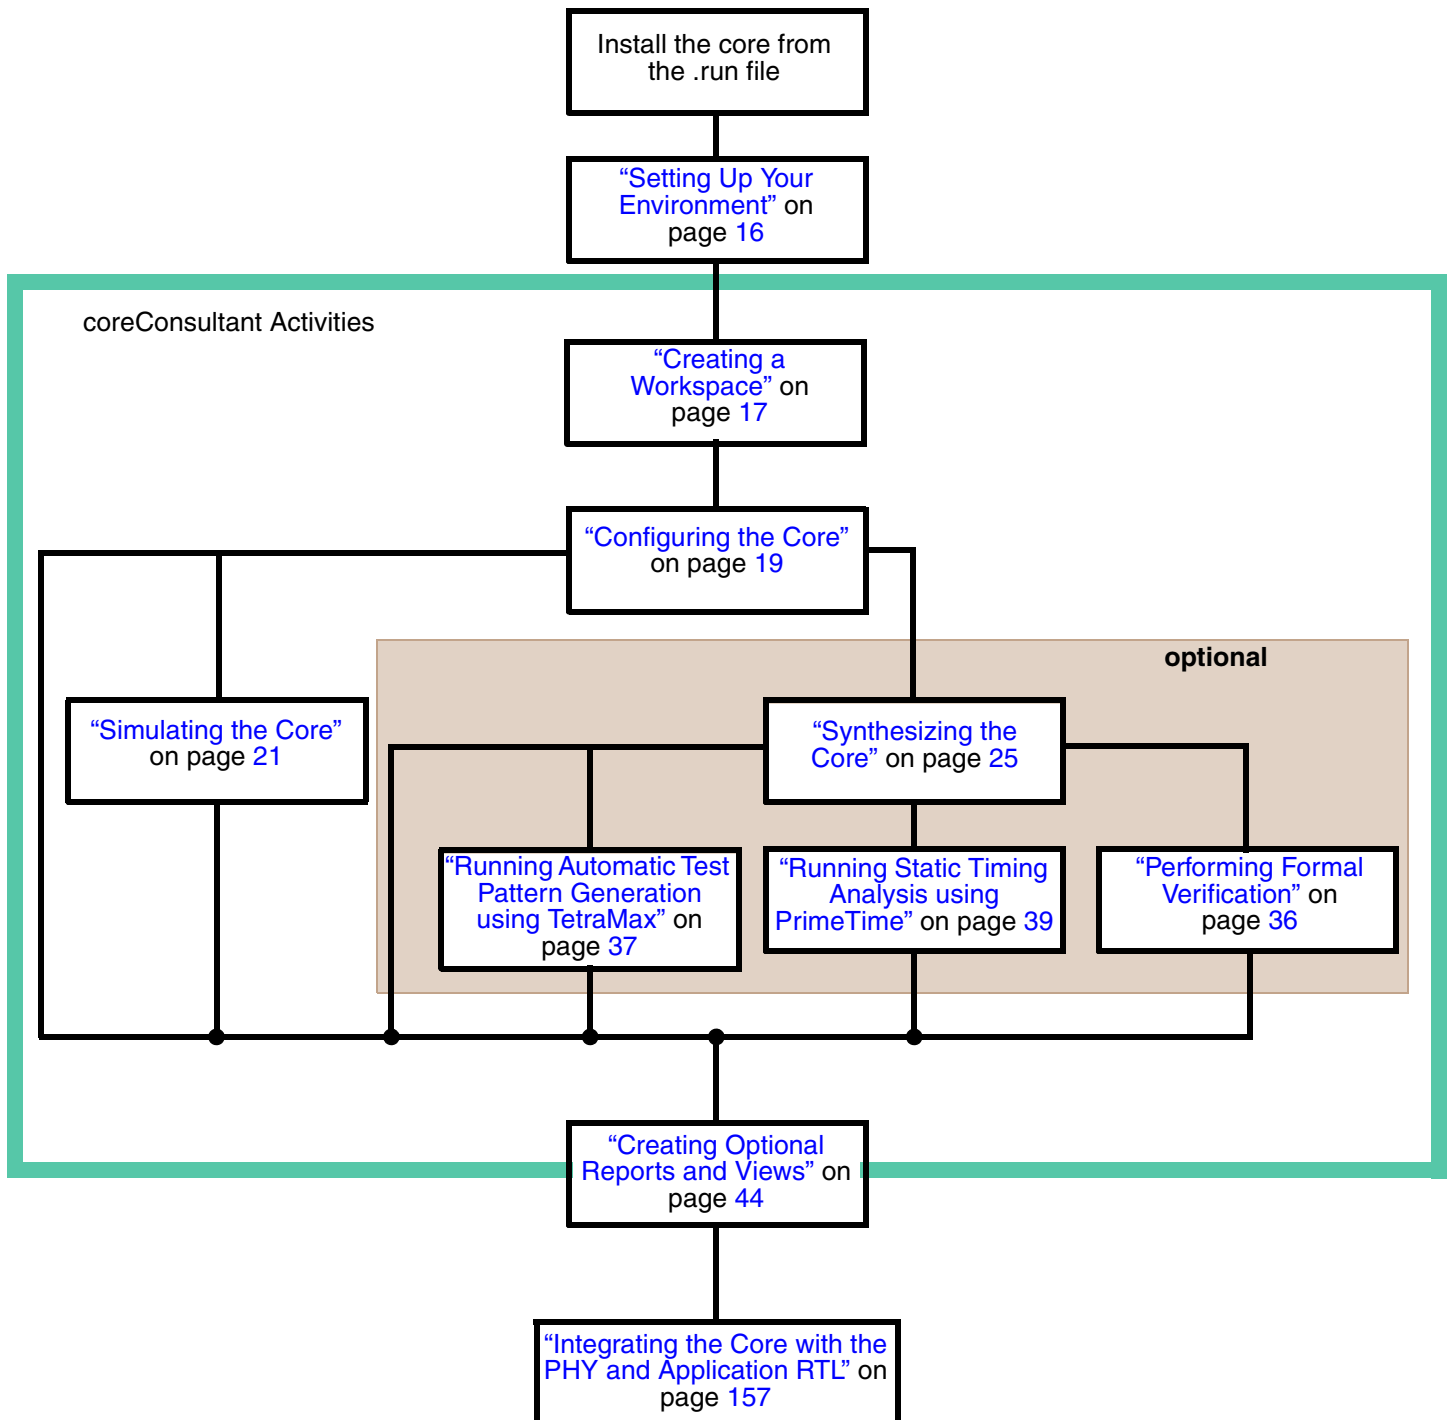 Install the core from
the .run file
“Setting Up Your
Environment” on
page 16
coreConsultant Activities
“Creating a
Workspace” on
page 17
“Configuring the Core”
on page 19
optional
“Simulating the Core”
on page 21
“Synthesizing the
Core” on page 25
“Running Automatic Test
Pattern Generation
using TetraMax” on
page 37
“Running Static Timing
Analysis using
PrimeTime” on page 39
“Performing Formal
Verification” on
page 36
“Creating Optional
Reports and Views” on
page 44
“Integrating the Core with the
PHY and Application RTL” on
page 157